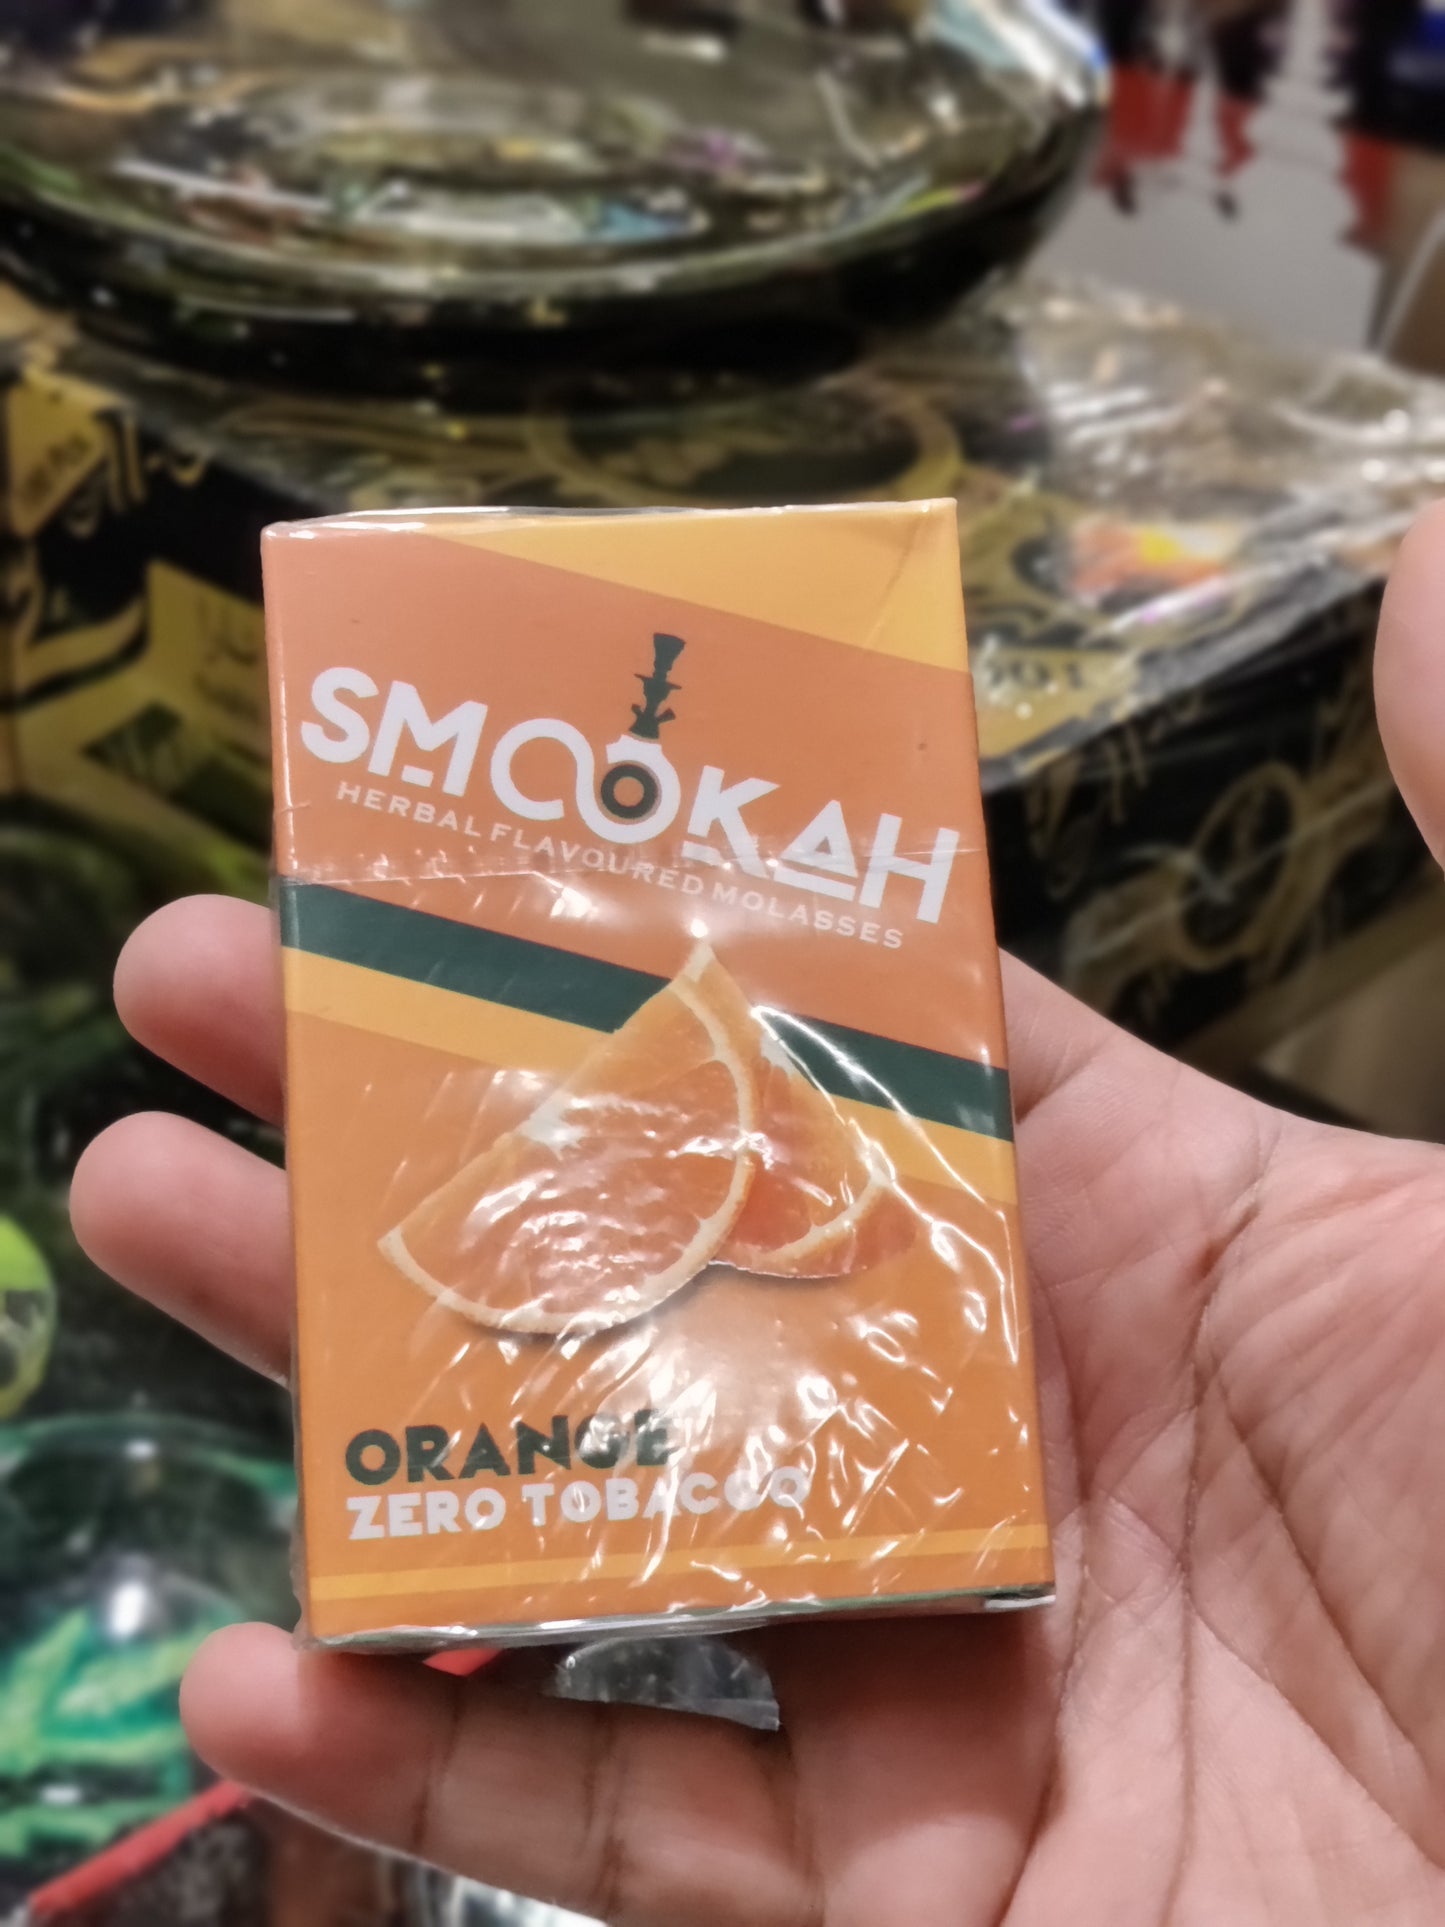 SMOOKAH
HERBAL FLAVOURED MOLASSES
ORANGE
ZERO TOBACCO